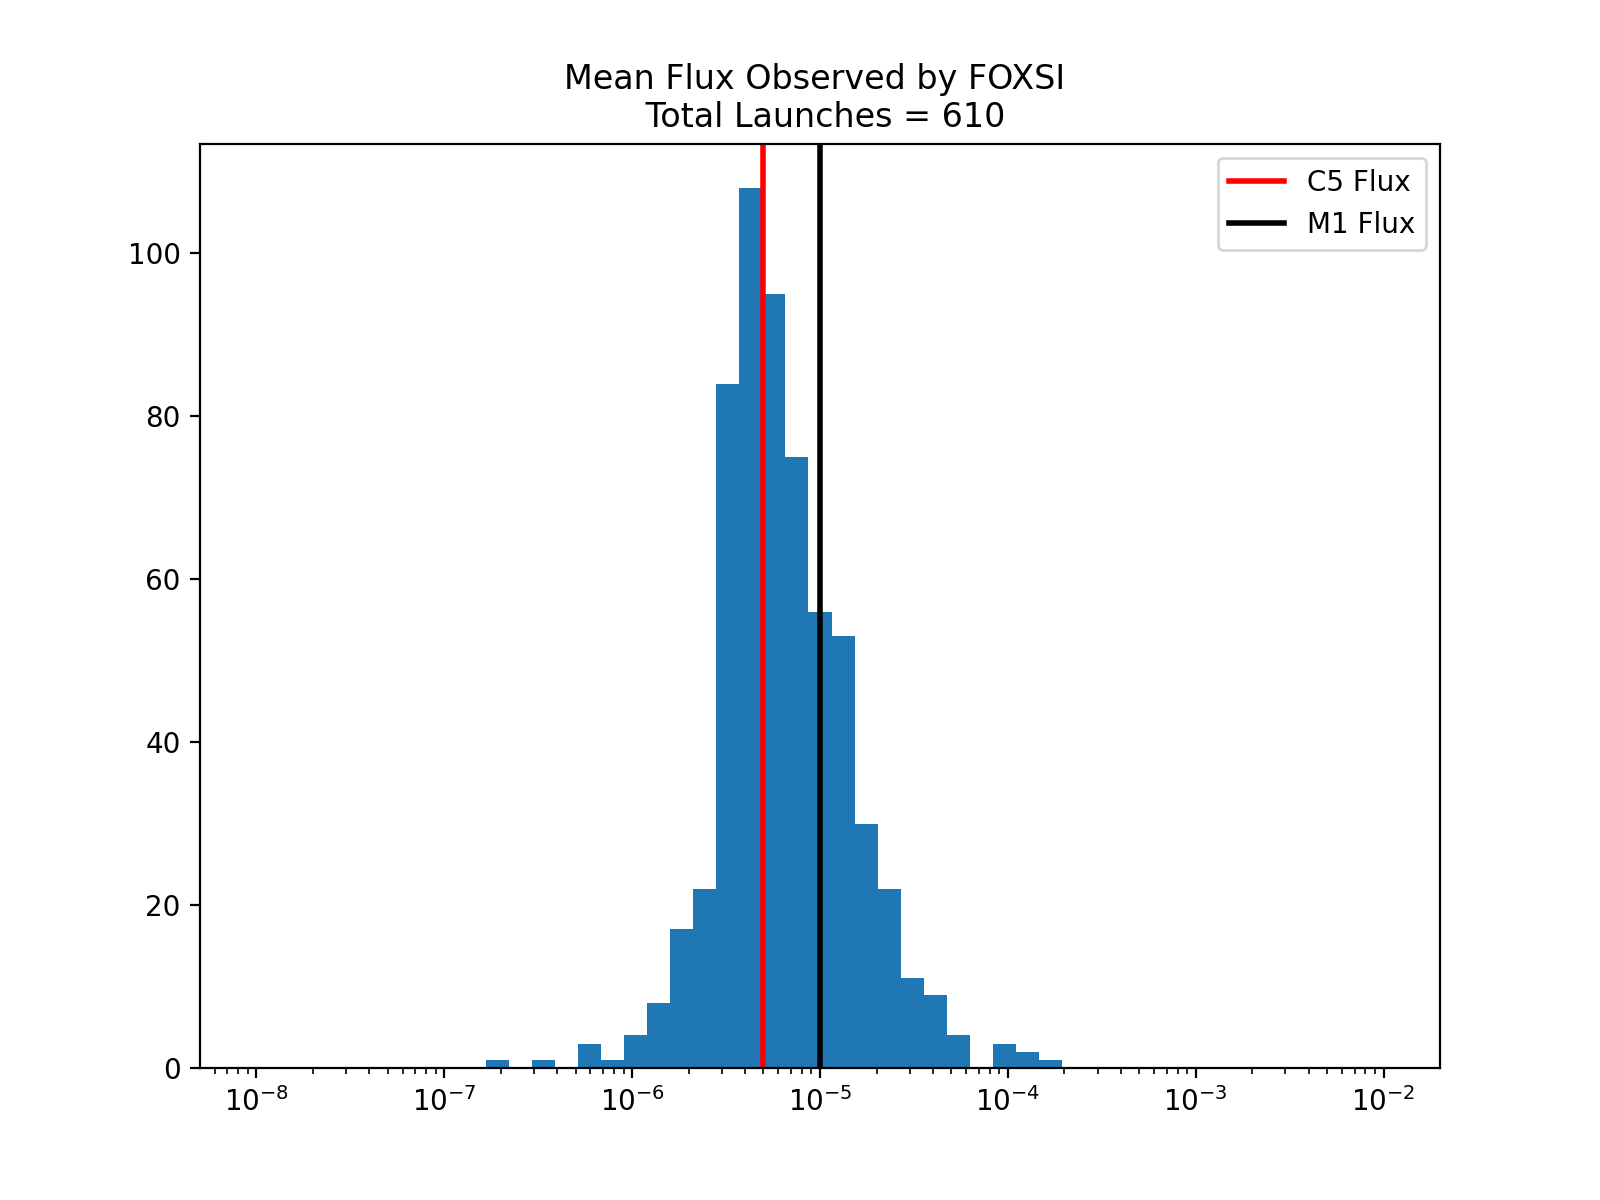 Mean Flux Observed by FOXSI
Total Launches = 610
C5 Flux
M1 Flux
100
80
60
40
20
0
10⁻⁸ 10⁻⁷ 10⁻⁶ 10⁻⁵ 10⁻⁴ 10⁻³ 10⁻²